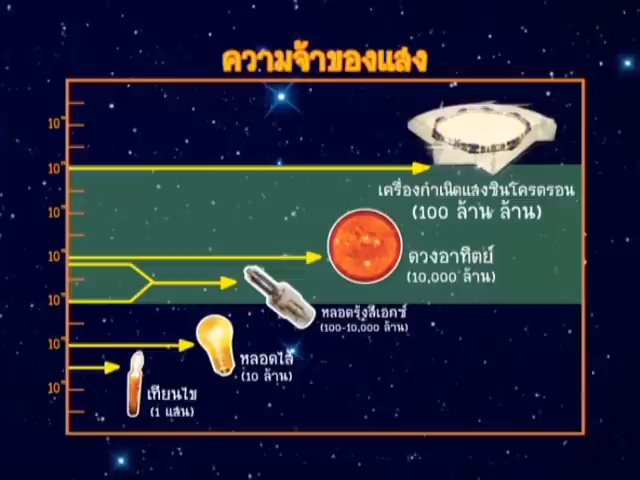 ความจ้าของแสง
เครื่องกำเนิดแสงซินโครตรอน
(100 ล้าน ล้าน)
ดวงอาทิตย์
(10,000 ล้าน)
หลอดรังสีเอกซ์
(100-10,000 ล้าน)
หลอดไส้
(10 ล้าน)
เทียนไข
(1 แสน)